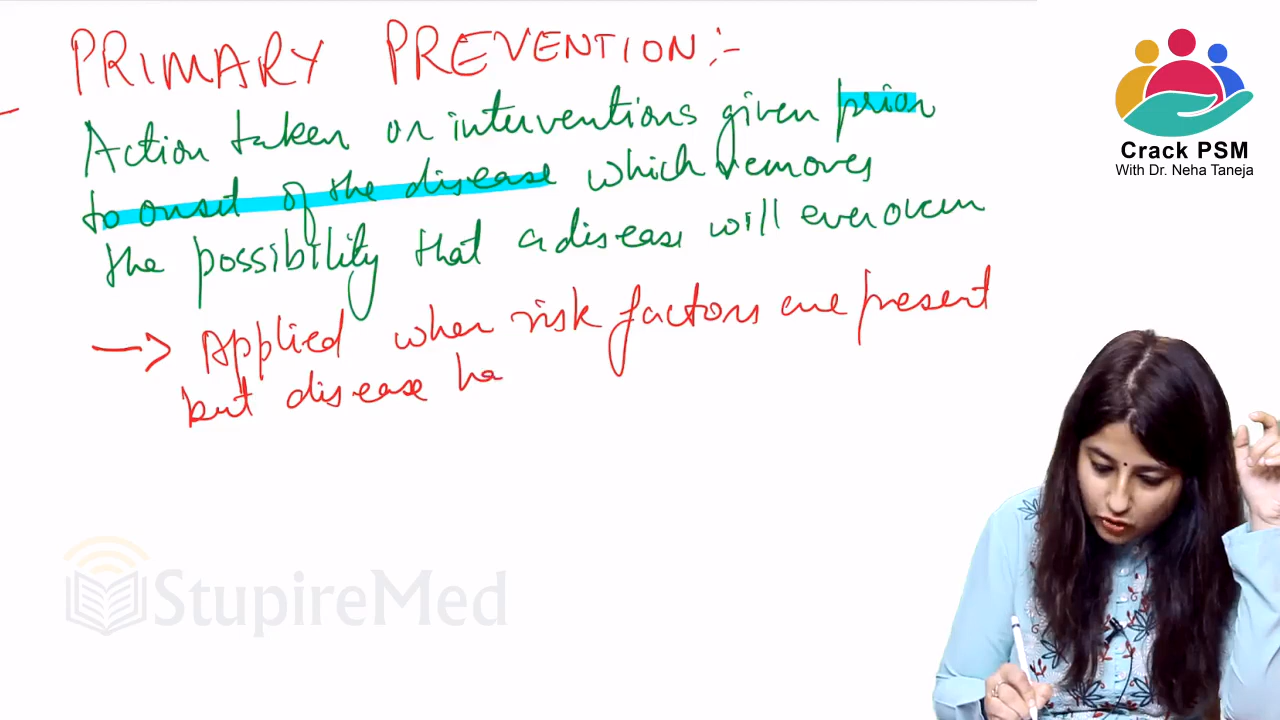 PRIMARY PREVENTION :-
Action taken or interventions given prior
to onset of the disease which removes
the possibility that a disease will ever occur
→ Applied when risk factors are present
but disease ha
Crack PSM
With Dr. Neha Taneja
StupireMed